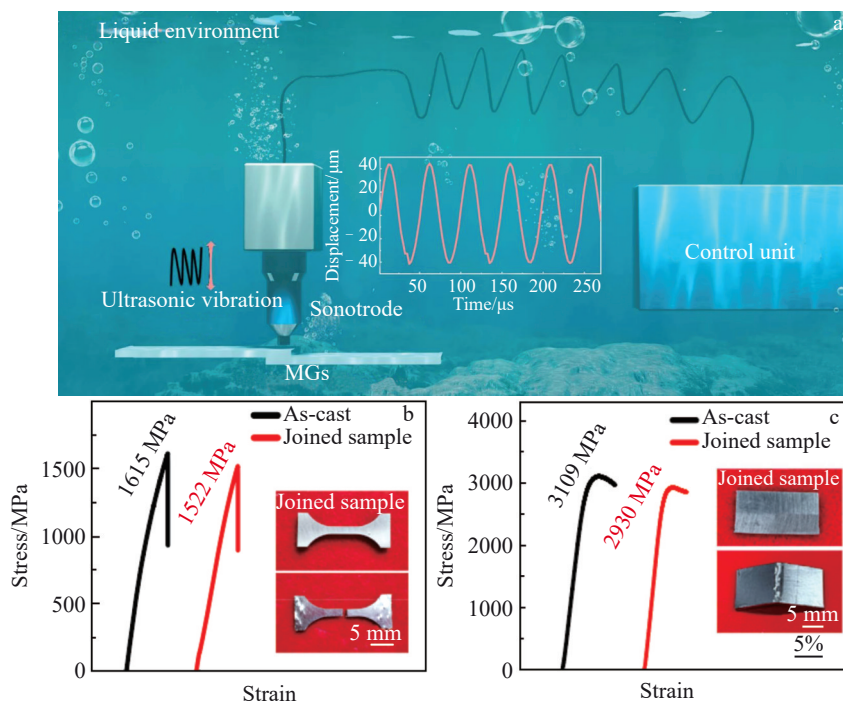 Liquid environment
a
Displacement/μm
40
20
0
− 20
− 40
50
100
150
200
250
Time/μs
Control unit
Ultrasonic vibration
Sonotrode
MGs
b
As-cast
Joined sample
1615 MPa
1522 MPa
Stress/MPa
1500
1000
500
0
Joined sample
5 mm
Strain
c
As-cast
Joined sample
3109 MPa
2930 MPa
Stress/MPa
4000
3000
2000
1000
0
Joined sample
5 mm
5%
Strain